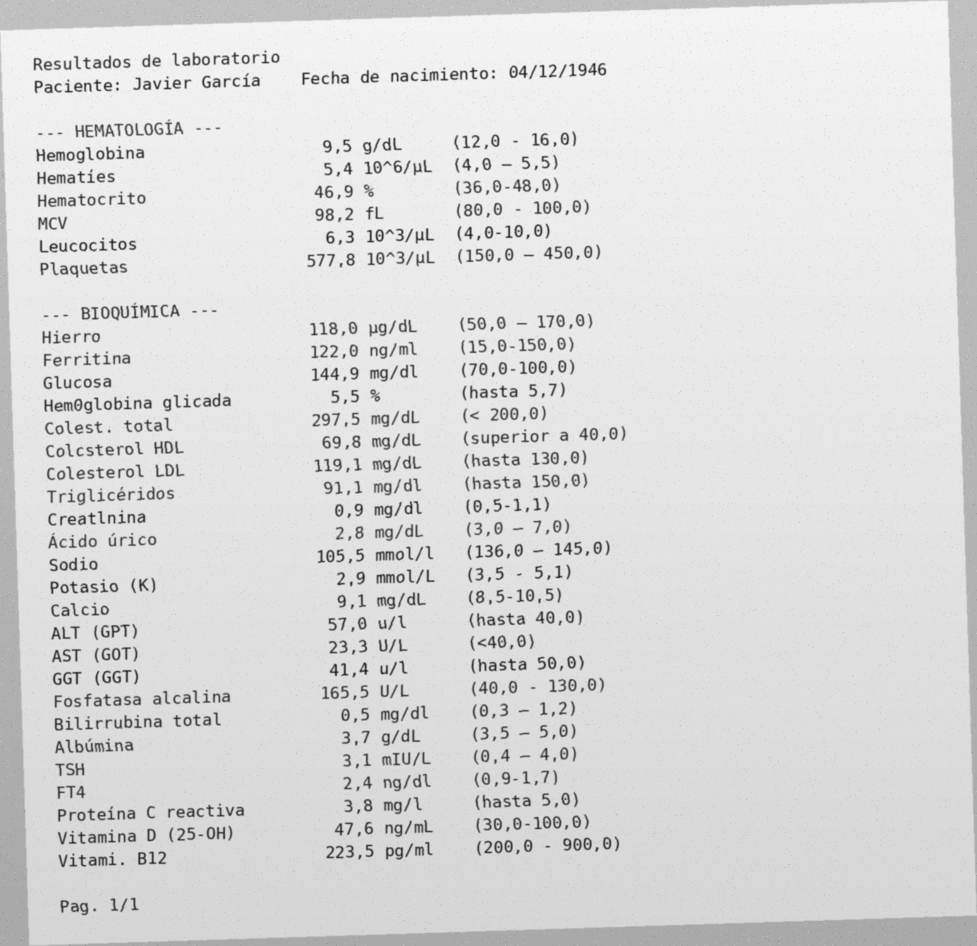 Resultados de laboratorio
Paciente: Javier García    Fecha de nacimiento: 04/12/1946

--- HEMATOLOGÍA ---
Hemoglobina 9,5 g/dL (12,0 - 16,0)
Hematíes 5,4 10^6/µL (4,0 – 5,5)
Hematocrito 46,9 % (36,0-48,0)
MCV 98,2 fL (80,0 - 100,0)
Leucocitos 6,3 10^3/µL (4,0-10,0)
Plaquetas 577,8 10^3/µL (150,0 – 450,0)

--- BIOQUÍMICA ---
Hierro 118,0 µg/dL (50,0 – 170,0)
Ferritina 122,0 ng/ml (15,0-150,0)
Glucosa 144,9 mg/dl (70,0-100,0)
Hem0globina glicada 5,5 % (hasta 5,7)
Colest. total 297,5 mg/dL (< 200,0)
Colcsterol HDL 69,8 mg/dL (superior a 40,0)
Colesterol LDL 119,1 mg/dL (hasta 130,0)
Triglicéridos 91,1 mg/dl (hasta 150,0)
Creatlnina 0,9 mg/dl (0,5-1,1)
Ácido úrico 2,8 mg/dL (3,0 – 7,0)
Sodio 105,5 mmol/l (136,0 – 145,0)
Potasio (K) 2,9 mmol/L (3,5 - 5,1)
Calcio 9,1 mg/dL (8,5-10,5)
ALT (GPT) 57,0 u/l (hasta 40,0)
AST (GOT) 23,3 U/L (<40,0)
GGT (GGT) 41,4 u/l (hasta 50,0)
Fosfatasa alcalina 165,5 U/L (40,0 - 130,0)
Bilirrubina total 0,5 mg/dl (0,3 – 1,2)
Albúmina 3,7 g/dL (3,5 – 5,0)
TSH 3,1 mIU/L (0,4 – 4,0)
FT4 2,4 ng/dl (0,9-1,7)
Proteína C reactiva 3,8 mg/l (hasta 5,0)
Vitamina D (25-OH) 47,6 ng/mL (30,0-100,0)
Vitami. B12 223,5 pg/ml (200,0 - 900,0)

Pag. 1/1